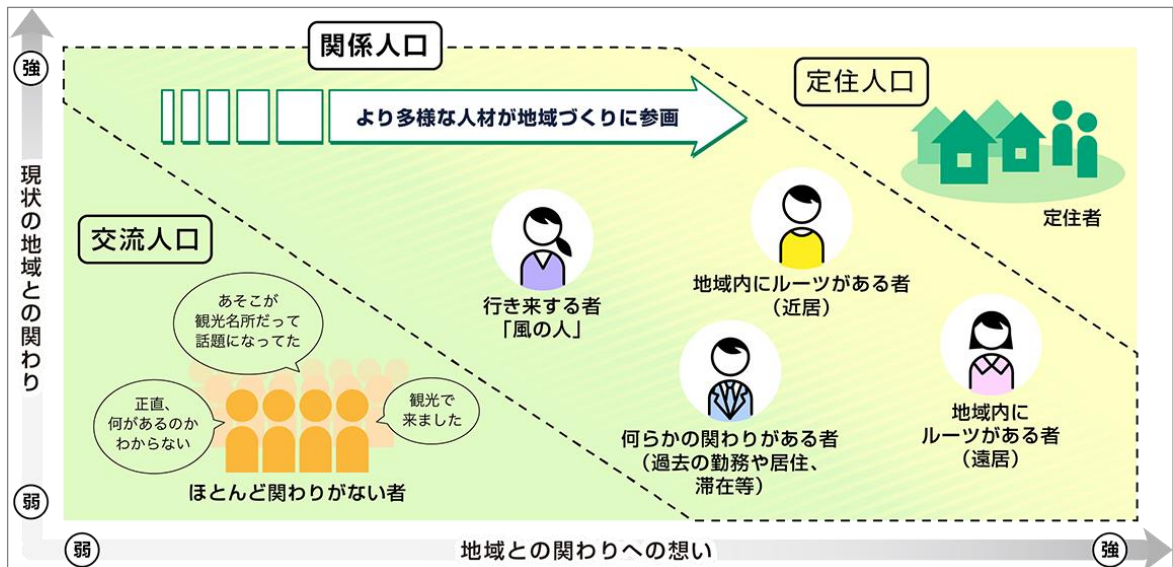 強
関係人口
より多様な人材が地域づくりに参画
定住人口
定住者
現状の地域との関わり
交流人口
あそこが
観光名所だって
話題になってた
正直、
何があるのか
わからない
観光で
来ました
ほとんど関わりがない者
行き来する者
「風の人」
地域内にルーツがある者
（近居）
何らかの関わりがある者
（過去の勤務や居住、
滞在等）
地域内に
ルーツがある者
（遠居）
弱
弱
地域との関わりへの想い
強